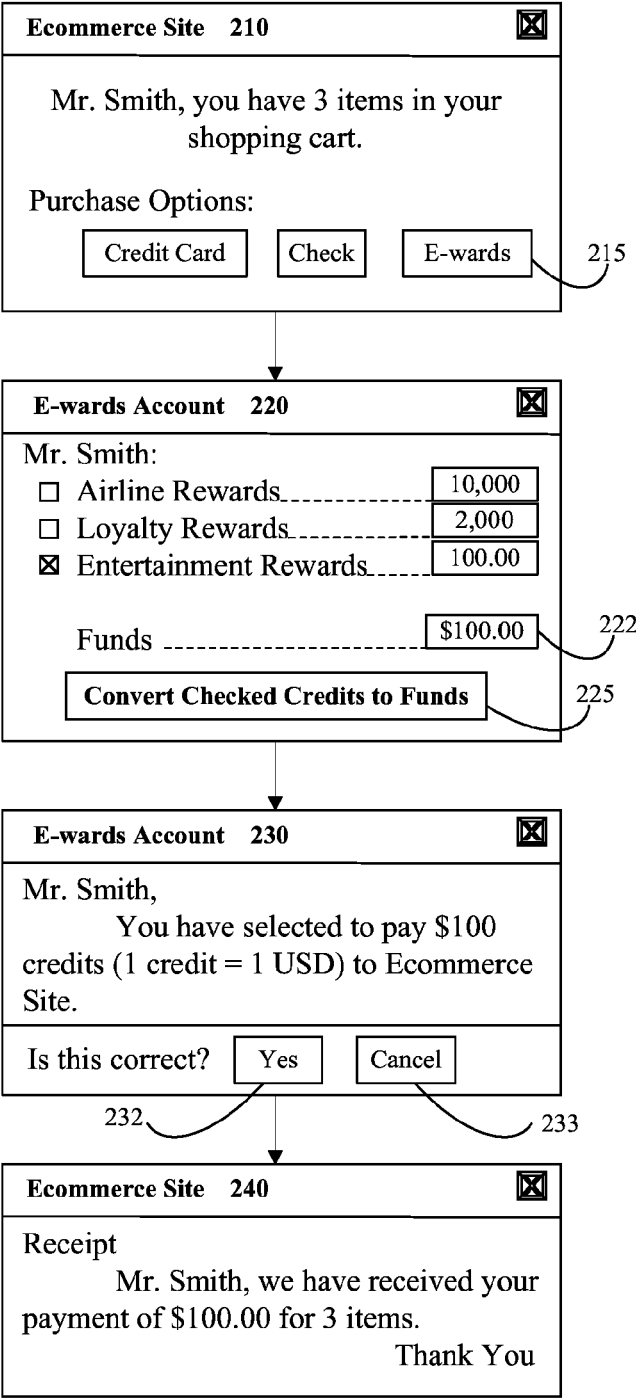 Ecommerce Site 210
Mr. Smith, you have 3 items in your
shopping cart.
Purchase Options:
Credit Card Check E-wards 215
E-wards Account 220
Mr. Smith:
Airline Rewards 10,000
Loyalty Rewards 2,000
Entertainment Rewards 100.00
Funds $100.00 222
Convert Checked Credits to Funds 225
E-wards Account 230
Mr. Smith,
You have selected to pay $100
credits (1 credit = 1 USD) to Ecommerce
Site.
Is this correct? Yes Cancel
232 233
Ecommerce Site 240
Receipt
Mr. Smith, we have received your
payment of $100.00 for 3 items.
Thank You